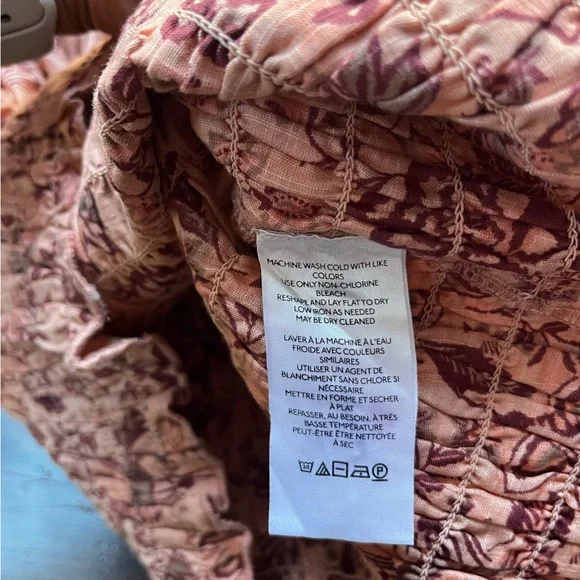 MACHINE WASH COLD WITH LIKE
COLORS
USE ONLY NON-CHLORINE
BLEACH
RESHAPE AND LAY FLAT TO DRY
LOW IRON AS NEEDED
MAY BE DRY CLEANED
LAVER À LA MACHINE À L'EAU
FROIDE AVEC COULEURS
SIMILAIRES
UTILISER UN AGENT DE
BLANCHIMENT SANS CHLORE SI
NÉCESSAIRE
METTRE EN FORME ET SECHER
À PLAT
REPASSER, AU BESOIN, À TRÈS
BASSE TEMPÉRATURE
PEUT-ÊTRE ÊTRE NETTOYÉE
À SEC
30 P